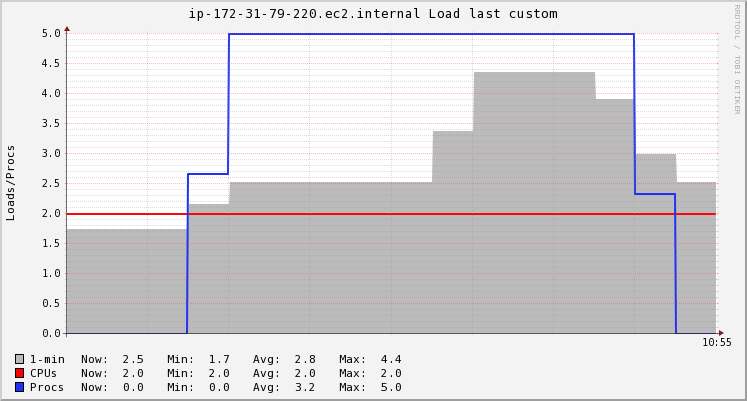 ip-172-31-79-220.ec2.internal Load last custom
RRDTOOL / TOBI OETIKER
Loads/Procs
5.0
4.5
4.0
3.5
3.0
2.5
2.0
1.5
1.0
0.5
0.0
10:55
1-min Now: 2.5 Min: 1.7 Avg: 2.8 Max: 4.4
CPUs Now: 2.0 Min: 2.0 Avg: 2.0 Max: 2.0
Procs Now: 0.0 Min: 0.0 Avg: 3.2 Max: 5.0